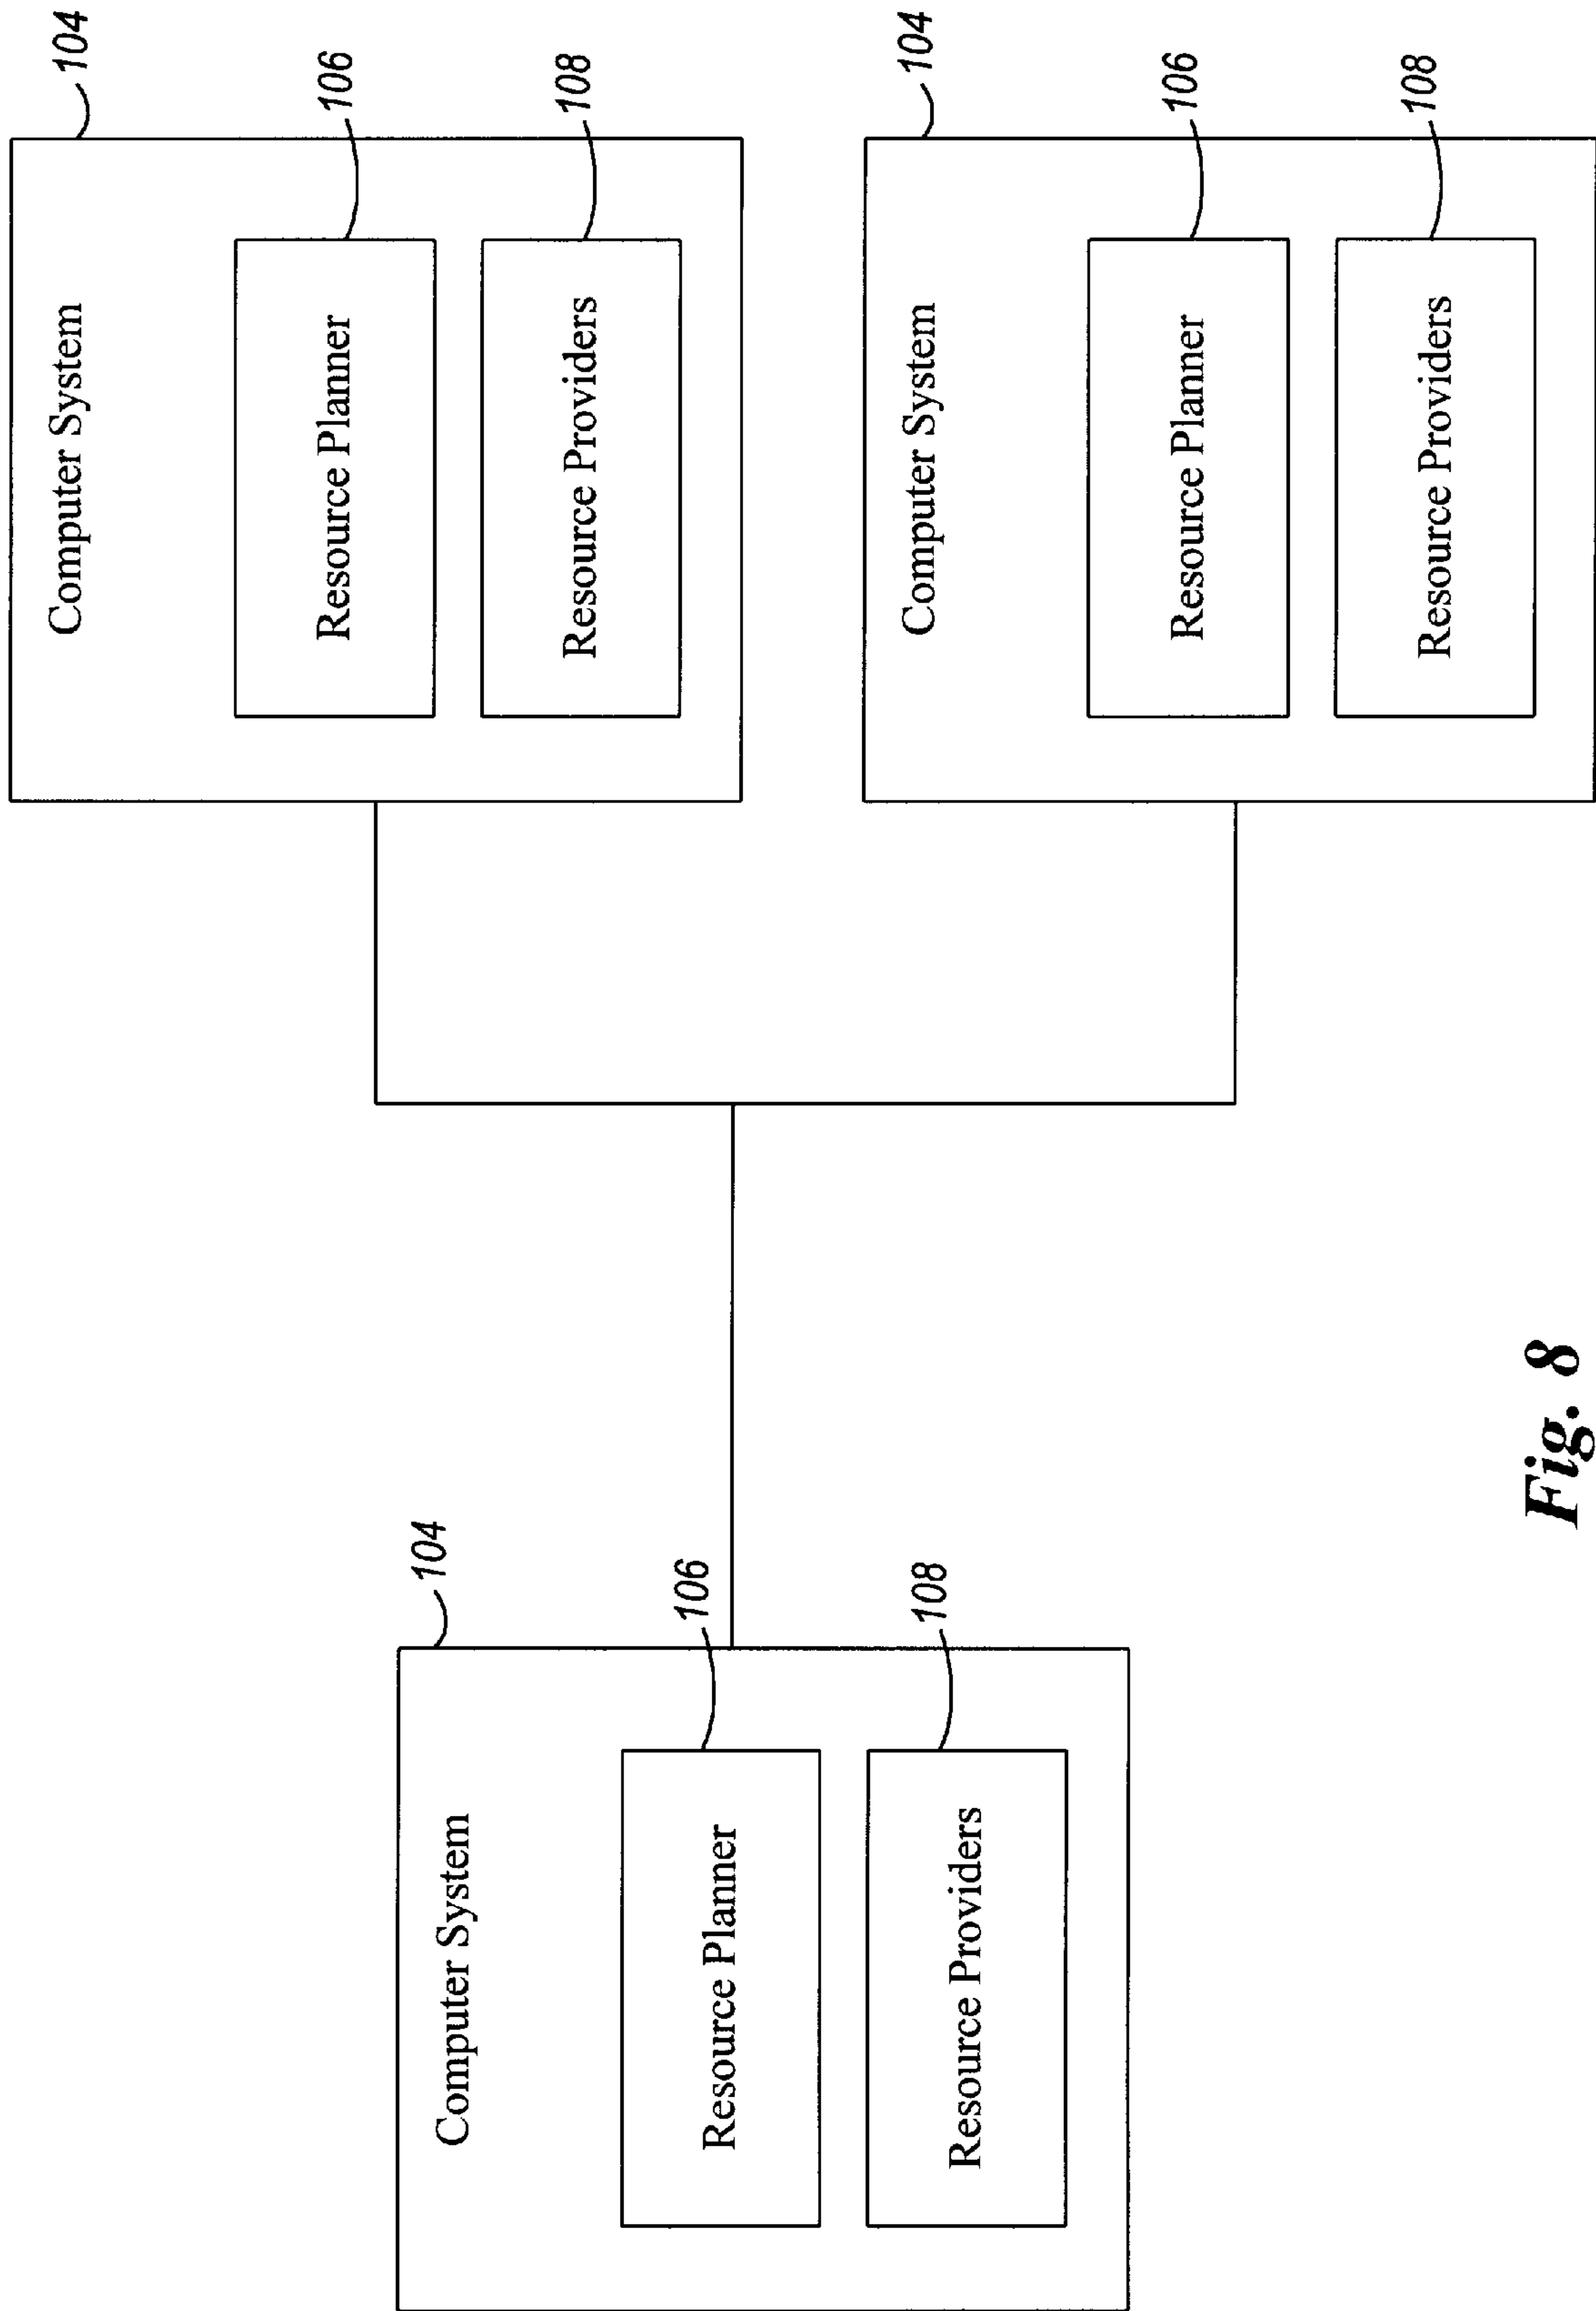 Computer System
104
Resource Planner
106
Resource Providers
108
Computer System
104
Resource Planner
106
Resource Providers
108
Computer System
104
Resource Planner
106
Resource Providers
108
Fig. 8